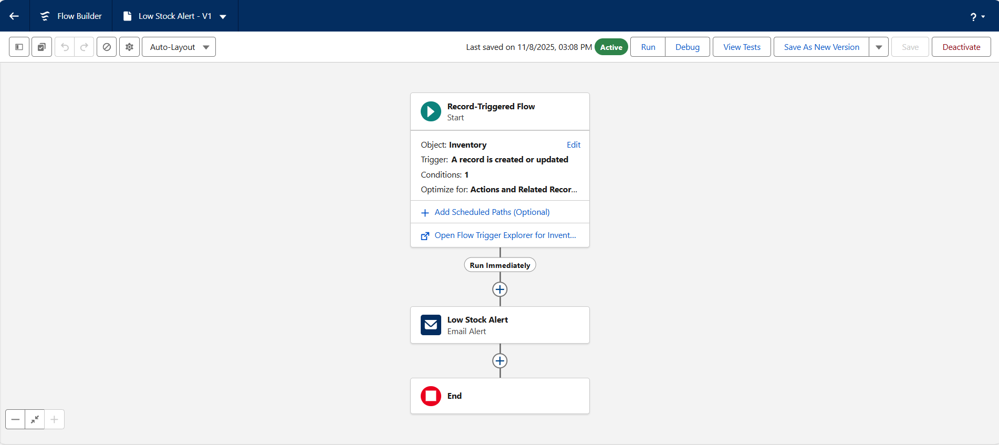 Flow Builder
Low Stock Alert - V1
?
Auto-Layout
Last saved on 11/8/2025, 03:08 PM
Active
Run
Debug
View Tests
Save As New Version
Save
Deactivate
Record-Triggered Flow
Start
Object: Inventory
Edit
Trigger: A record is created or updated
Conditions: 1
Optimize for: Actions and Related Recor...
Add Scheduled Paths (Optional)
Open Flow Trigger Explorer for Invent...
Run Immediately
Low Stock Alert
Email Alert
End